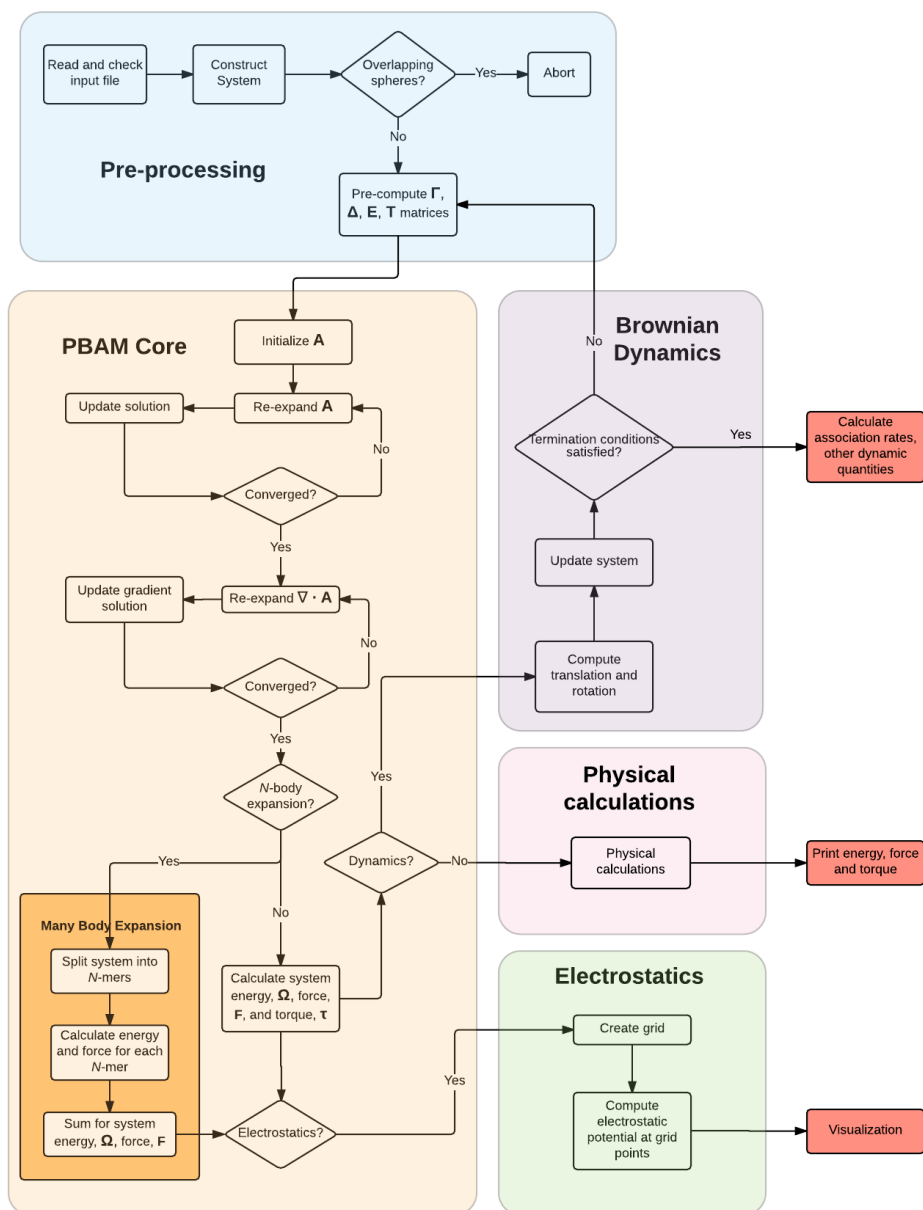 Read and check
input file
Construct
System
Overlapping
spheres?
Yes
Abort
No
Pre-processing
Pre-compute Γ,
Δ, E, T matrices
PBAM Core
Initialize A
Update solution
Re-expand A
No
Converged?
Yes
Update gradient
solution
Re-expand ∇ · A
No
Converged?
Yes
N-body
expansion?
Yes
No
Many Body Expansion
Split system into
N-mers
Calculate energy
and force for each
N-mer
Sum for system
energy, Ω, force, F
Calculate system
energy, Ω, force,
F, and torque, τ
Electrostatics?
Yes
Dynamics?
Yes
No
Brownian
Dynamics
No
Termination conditions
satisfied?
Yes
Update system
Compute
translation and
rotation
Calculate
association rates,
other dynamic
quantities
Physical
calculations
Physical
calculations
Print energy, force
and torque
Electrostatics
Create grid
Compute
electrostatic
potential at grid
points
Visualization